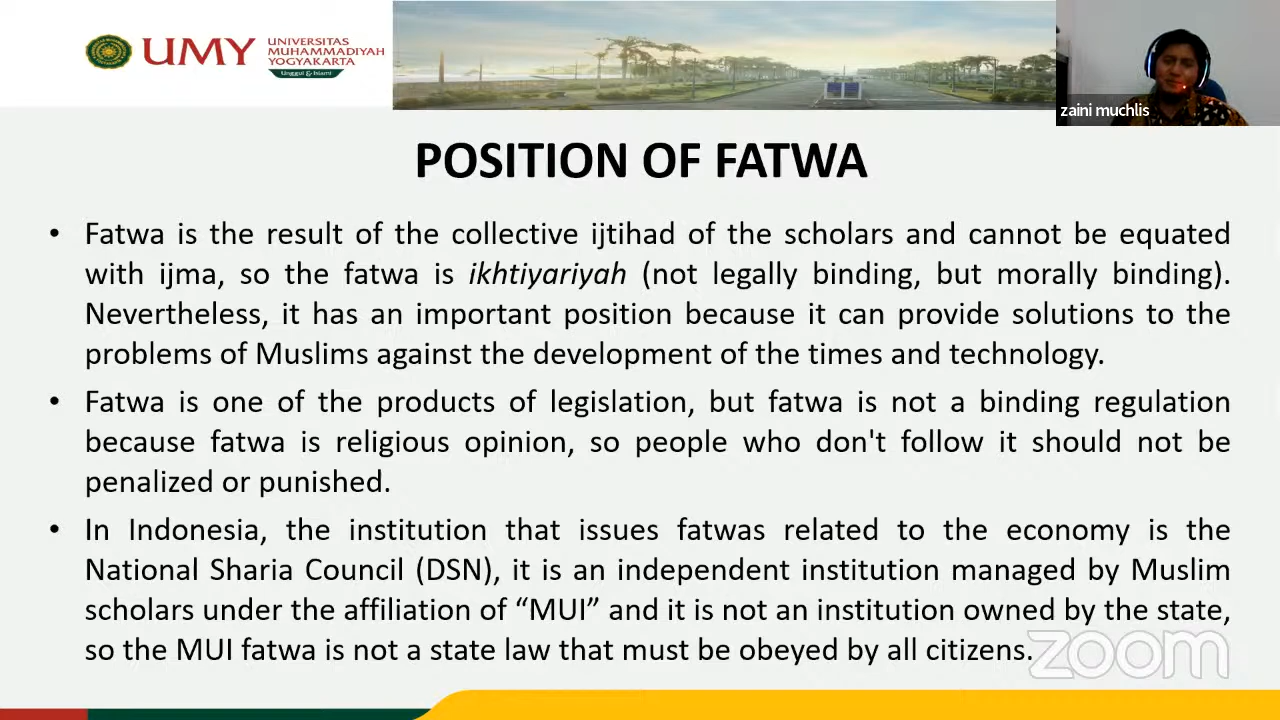 UMY
UNIVERSITAS
MUHAMMADIYAH
YOGYAKARTA
Unggul & Islami
zaini muchlis
POSITION OF FATWA
• Fatwa is the result of the collective ijtihad of the scholars and cannot be equated
with ijma, so the fatwa is ikhtiyariyah (not legally binding, but morally binding).
Nevertheless, it has an important position because it can provide solutions to the
problems of Muslims against the development of the times and technology.
• Fatwa is one of the products of legislation, but fatwa is not a binding regulation
because fatwa is religious opinion, so people who don't follow it should not be
penalized or punished.
• In Indonesia, the institution that issues fatwas related to the economy is the
National Sharia Council (DSN), it is an independent institution managed by Muslim
scholars under the affiliation of “MUI” and it is not an institution owned by the state,
so the MUI fatwa is not a state law that must be obeyed by all citizens.
zoom